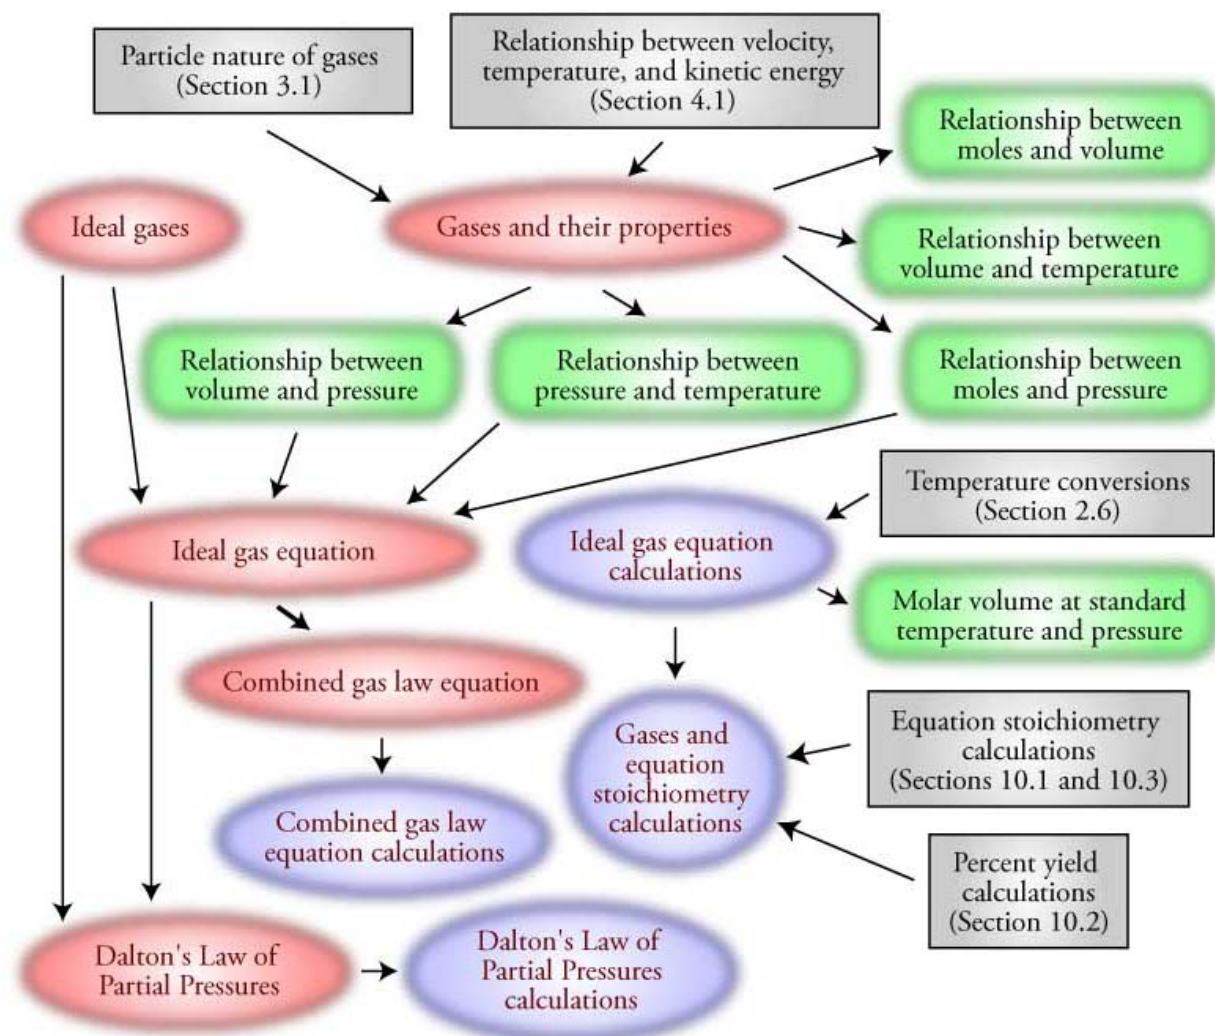 Particle nature of gases
(Section 3.1)
Relationship between velocity,
temperature, and kinetic energy
(Section 4.1)
Relationship between
moles and volume
Ideal gases
Gases and their properties
Relationship between
volume and temperature
Relationship between
volume and pressure
Relationship between
pressure and temperature
Relationship between
moles and pressure
Temperature conversions
(Section 2.6)
Ideal gas equation
Ideal gas equation
calculations
Molar volume at standard
temperature and pressure
Combined gas law equation
Gases and
equation
stoichiometry
calculations
Equation stoichiometry
calculations
(Sections 10.1 and 10.3)
Combined gas law
equation calculations
Percent yield
calculations
(Section 10.2)
Dalton's Law of
Partial Pressures
Dalton's Law of
Partial Pressures
calculations